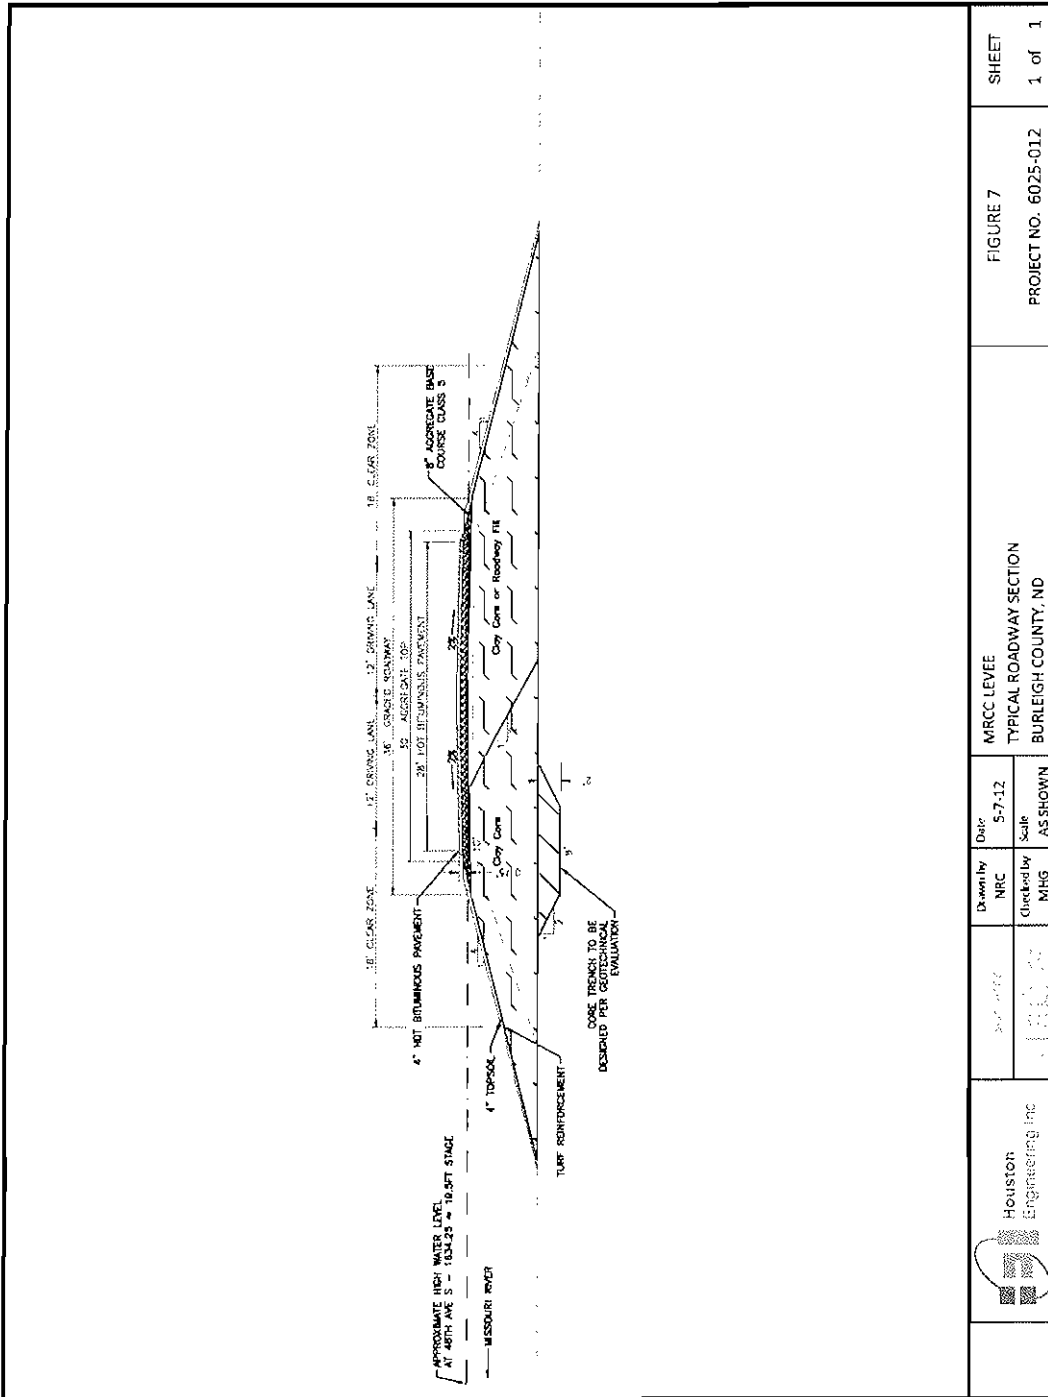 18' CLEAR ZONE
12' DRIVING LANE
12' DRIVING LANE
18' CLEAR ZONE
36' GRADED ROADWAY
AGGREGATE TOP
28' HOT BITUMINOUS PAVEMENT
APPROXIMATE HIGH WATER LEVEL
AT 48TH AVE S - 1634.25 ≈ 19.5FT STAGE
MISSOURI RIVER
4" HOT BITUMINOUS PAVEMENT
8" AGGREGATE BASE
COURSE CLASS 5
2%
2%
4" TOPSOIL
Clay Core
Clay Core or Roadway Fill
TURF REINFORCEMENT
2'
CORE TRENCH TO BE
DESIGNED PER GEOTECHNICAL
EVALUATION
Houston
Engineering Inc
Drawn by
NRC
Date
5-7-12
Checked by
MHG
Scale
AS SHOWN
MRCC LEVEE
TYPICAL ROADWAY SECTION
BURLEIGH COUNTY, ND
FIGURE 7
PROJECT NO. 6025-012
SHEET
1 of 1